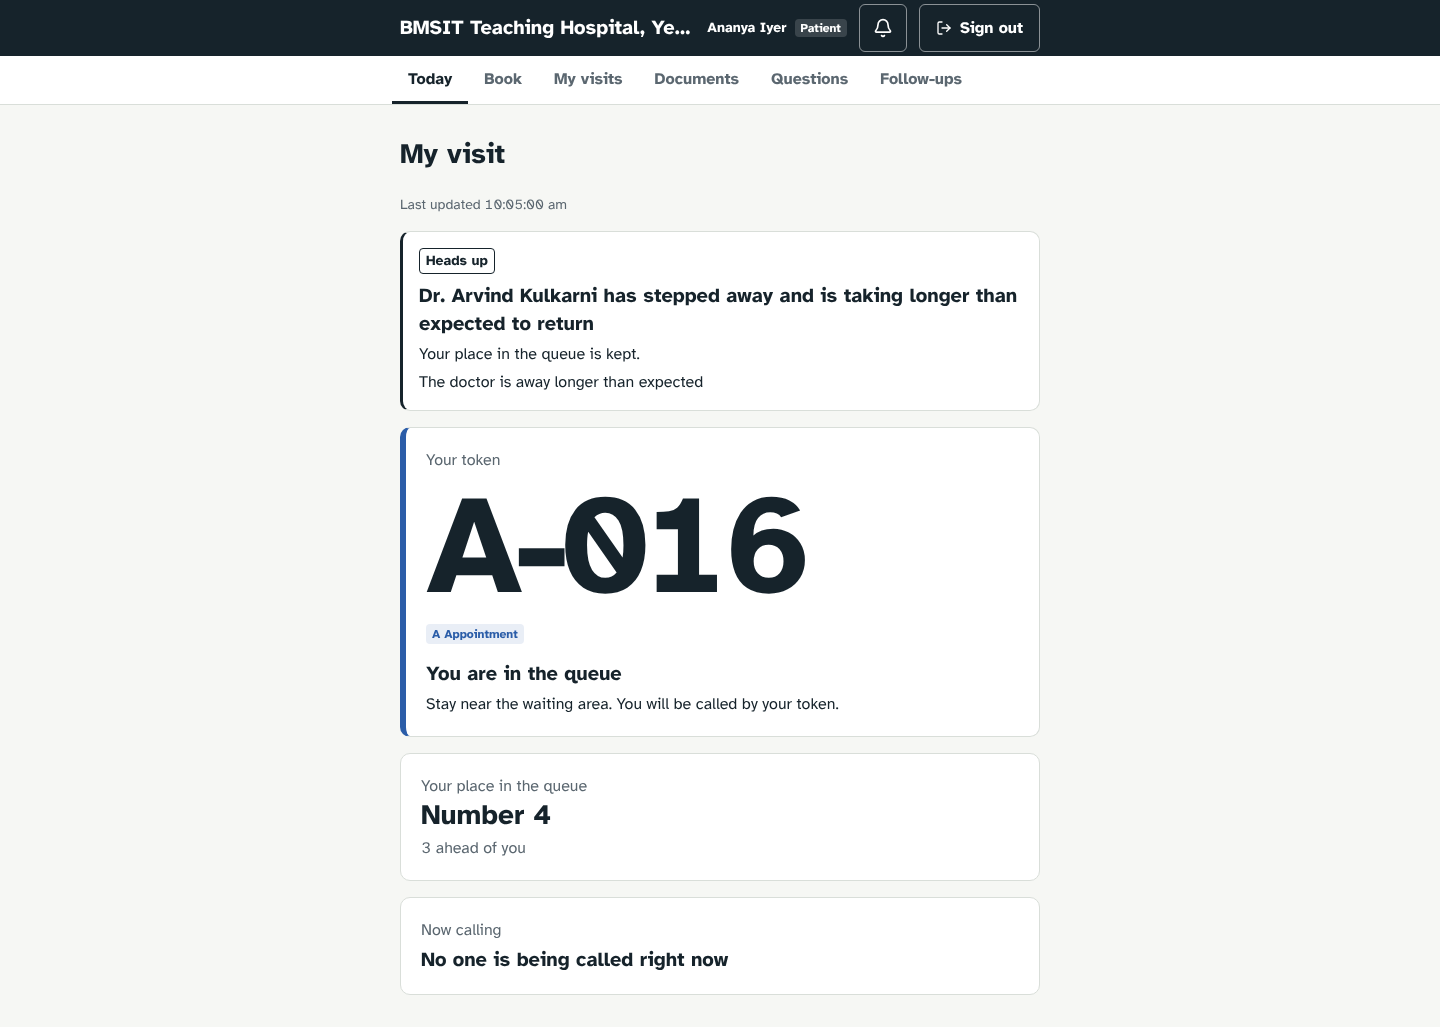 BMSIT Teaching Hospital, Ye...
Ananya Iyer
Patient
Sign out
Today
Book
My visits
Documents
Questions
Follow-ups
My visit
Last updated 10:05:00 am
Heads up
Dr. Arvind Kulkarni has stepped away and is taking longer than
expected to return
Your place in the queue is kept.
The doctor is away longer than expected
Your token
A-016
A Appointment
You are in the queue
Stay near the waiting area. You will be called by your token.
Your place in the queue
Number 4
3 ahead of you
Now calling
No one is being called right now